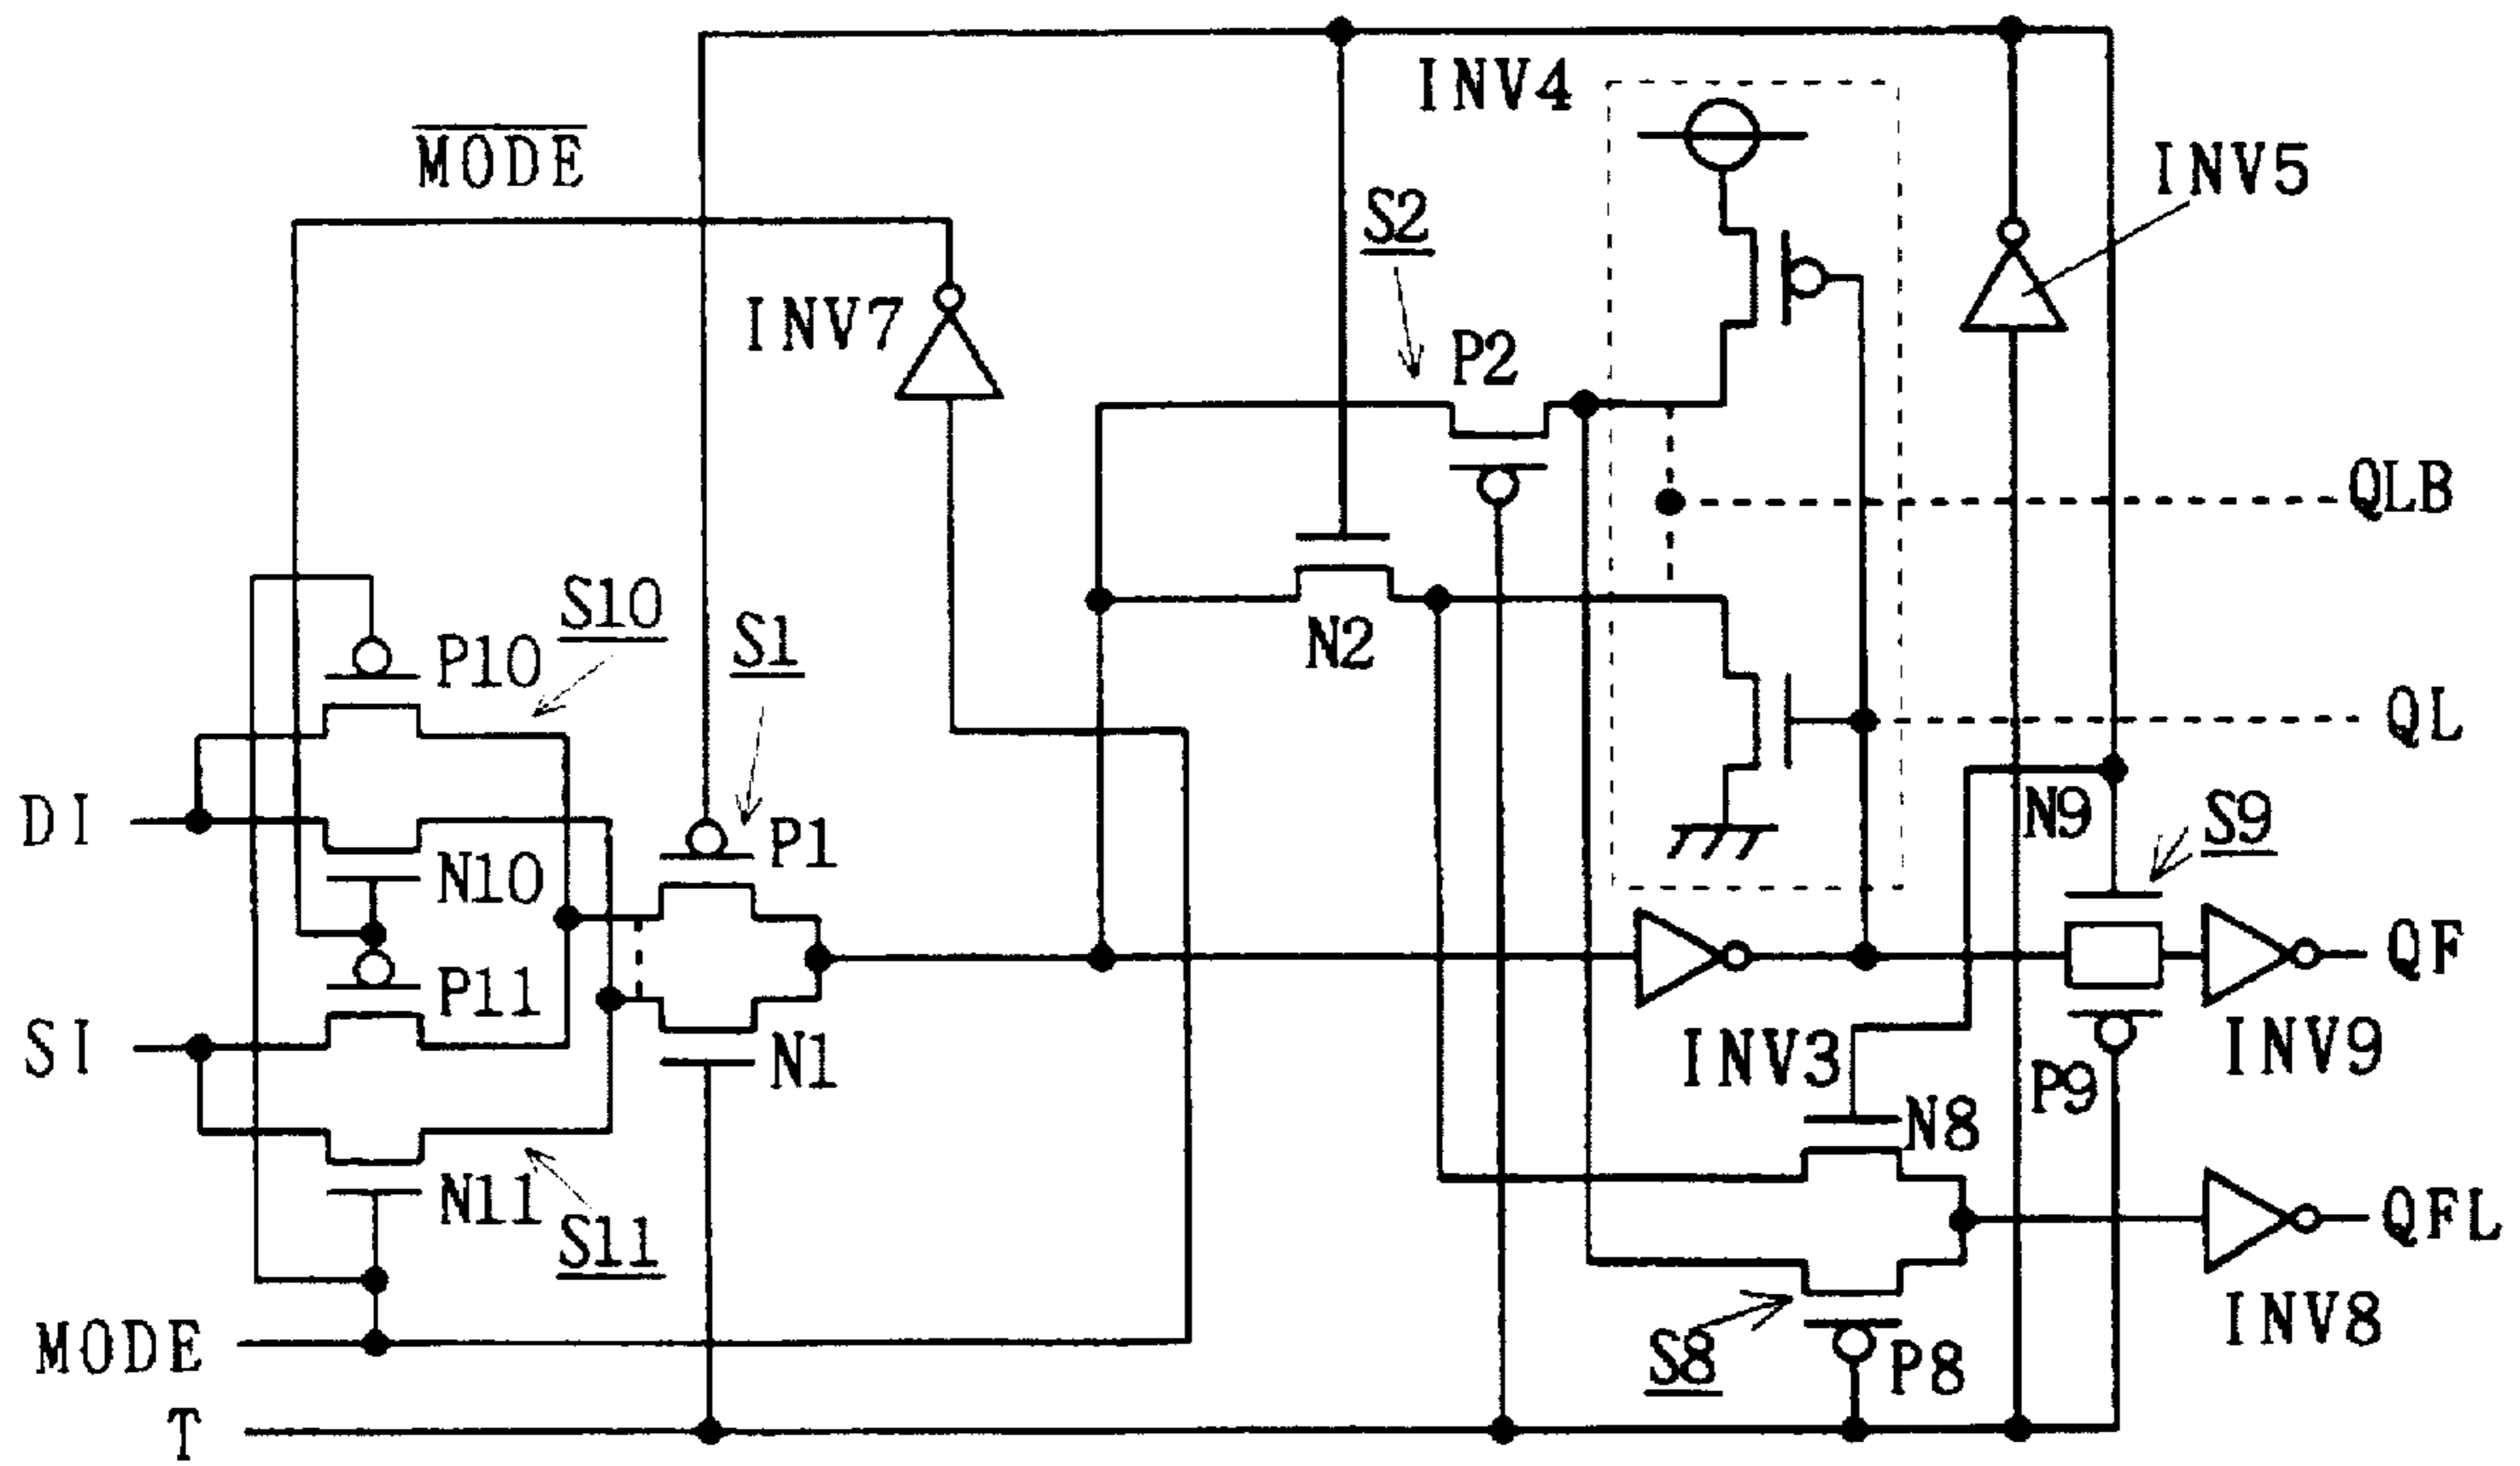 INV4
MODE
INV5
S2
INV7
P2
QLB
S10
S1
P10
N2
QL
DI
N9
S9
P1
N10
QF
P11
SI
N1
INV3
INV9
P9
N8
N11
S11
QFL
INV8
MODE
S8
P8
T